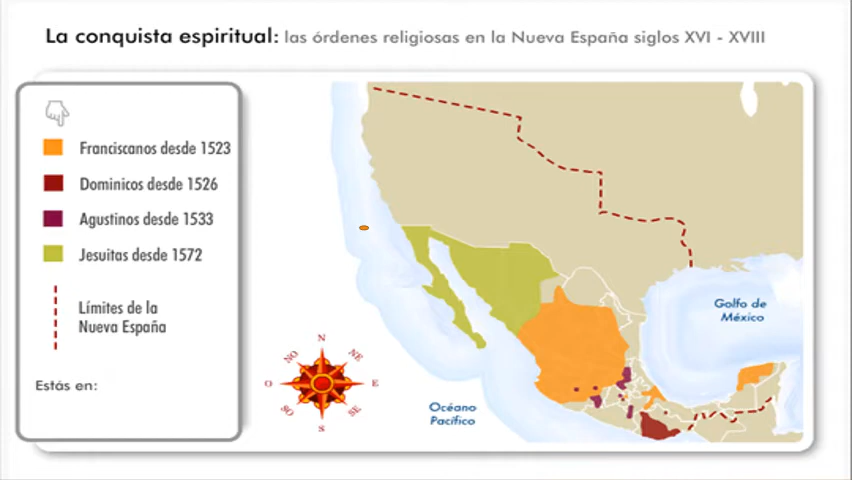 La conquista espiritual: las órdenes religiosas en la Nueva España siglos XVI - XVIII
Franciscanos desde 1523
Dominicos desde 1526
Agustinos desde 1533
Jesuitas desde 1572
Límites de la
Nueva España
Estás en:
Golfo de
México
Océano
Pacífico
N
NO
NE
O
E
SO
SE
S